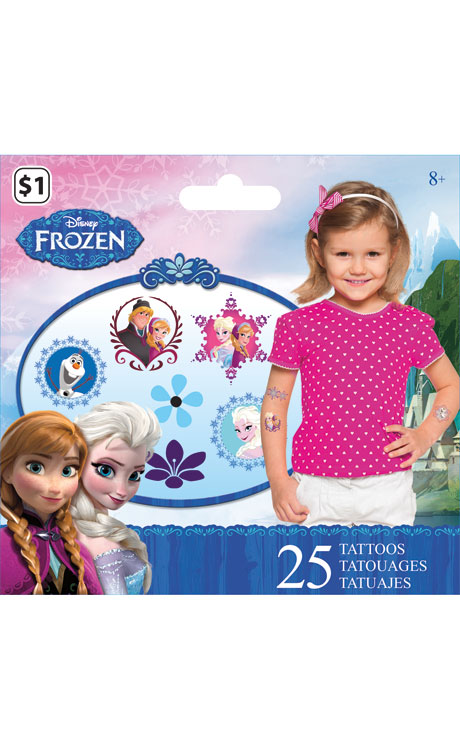 $1
8+
Disney
FROZEN
25 TATTOOS
TATOUAGES
TATUAJES